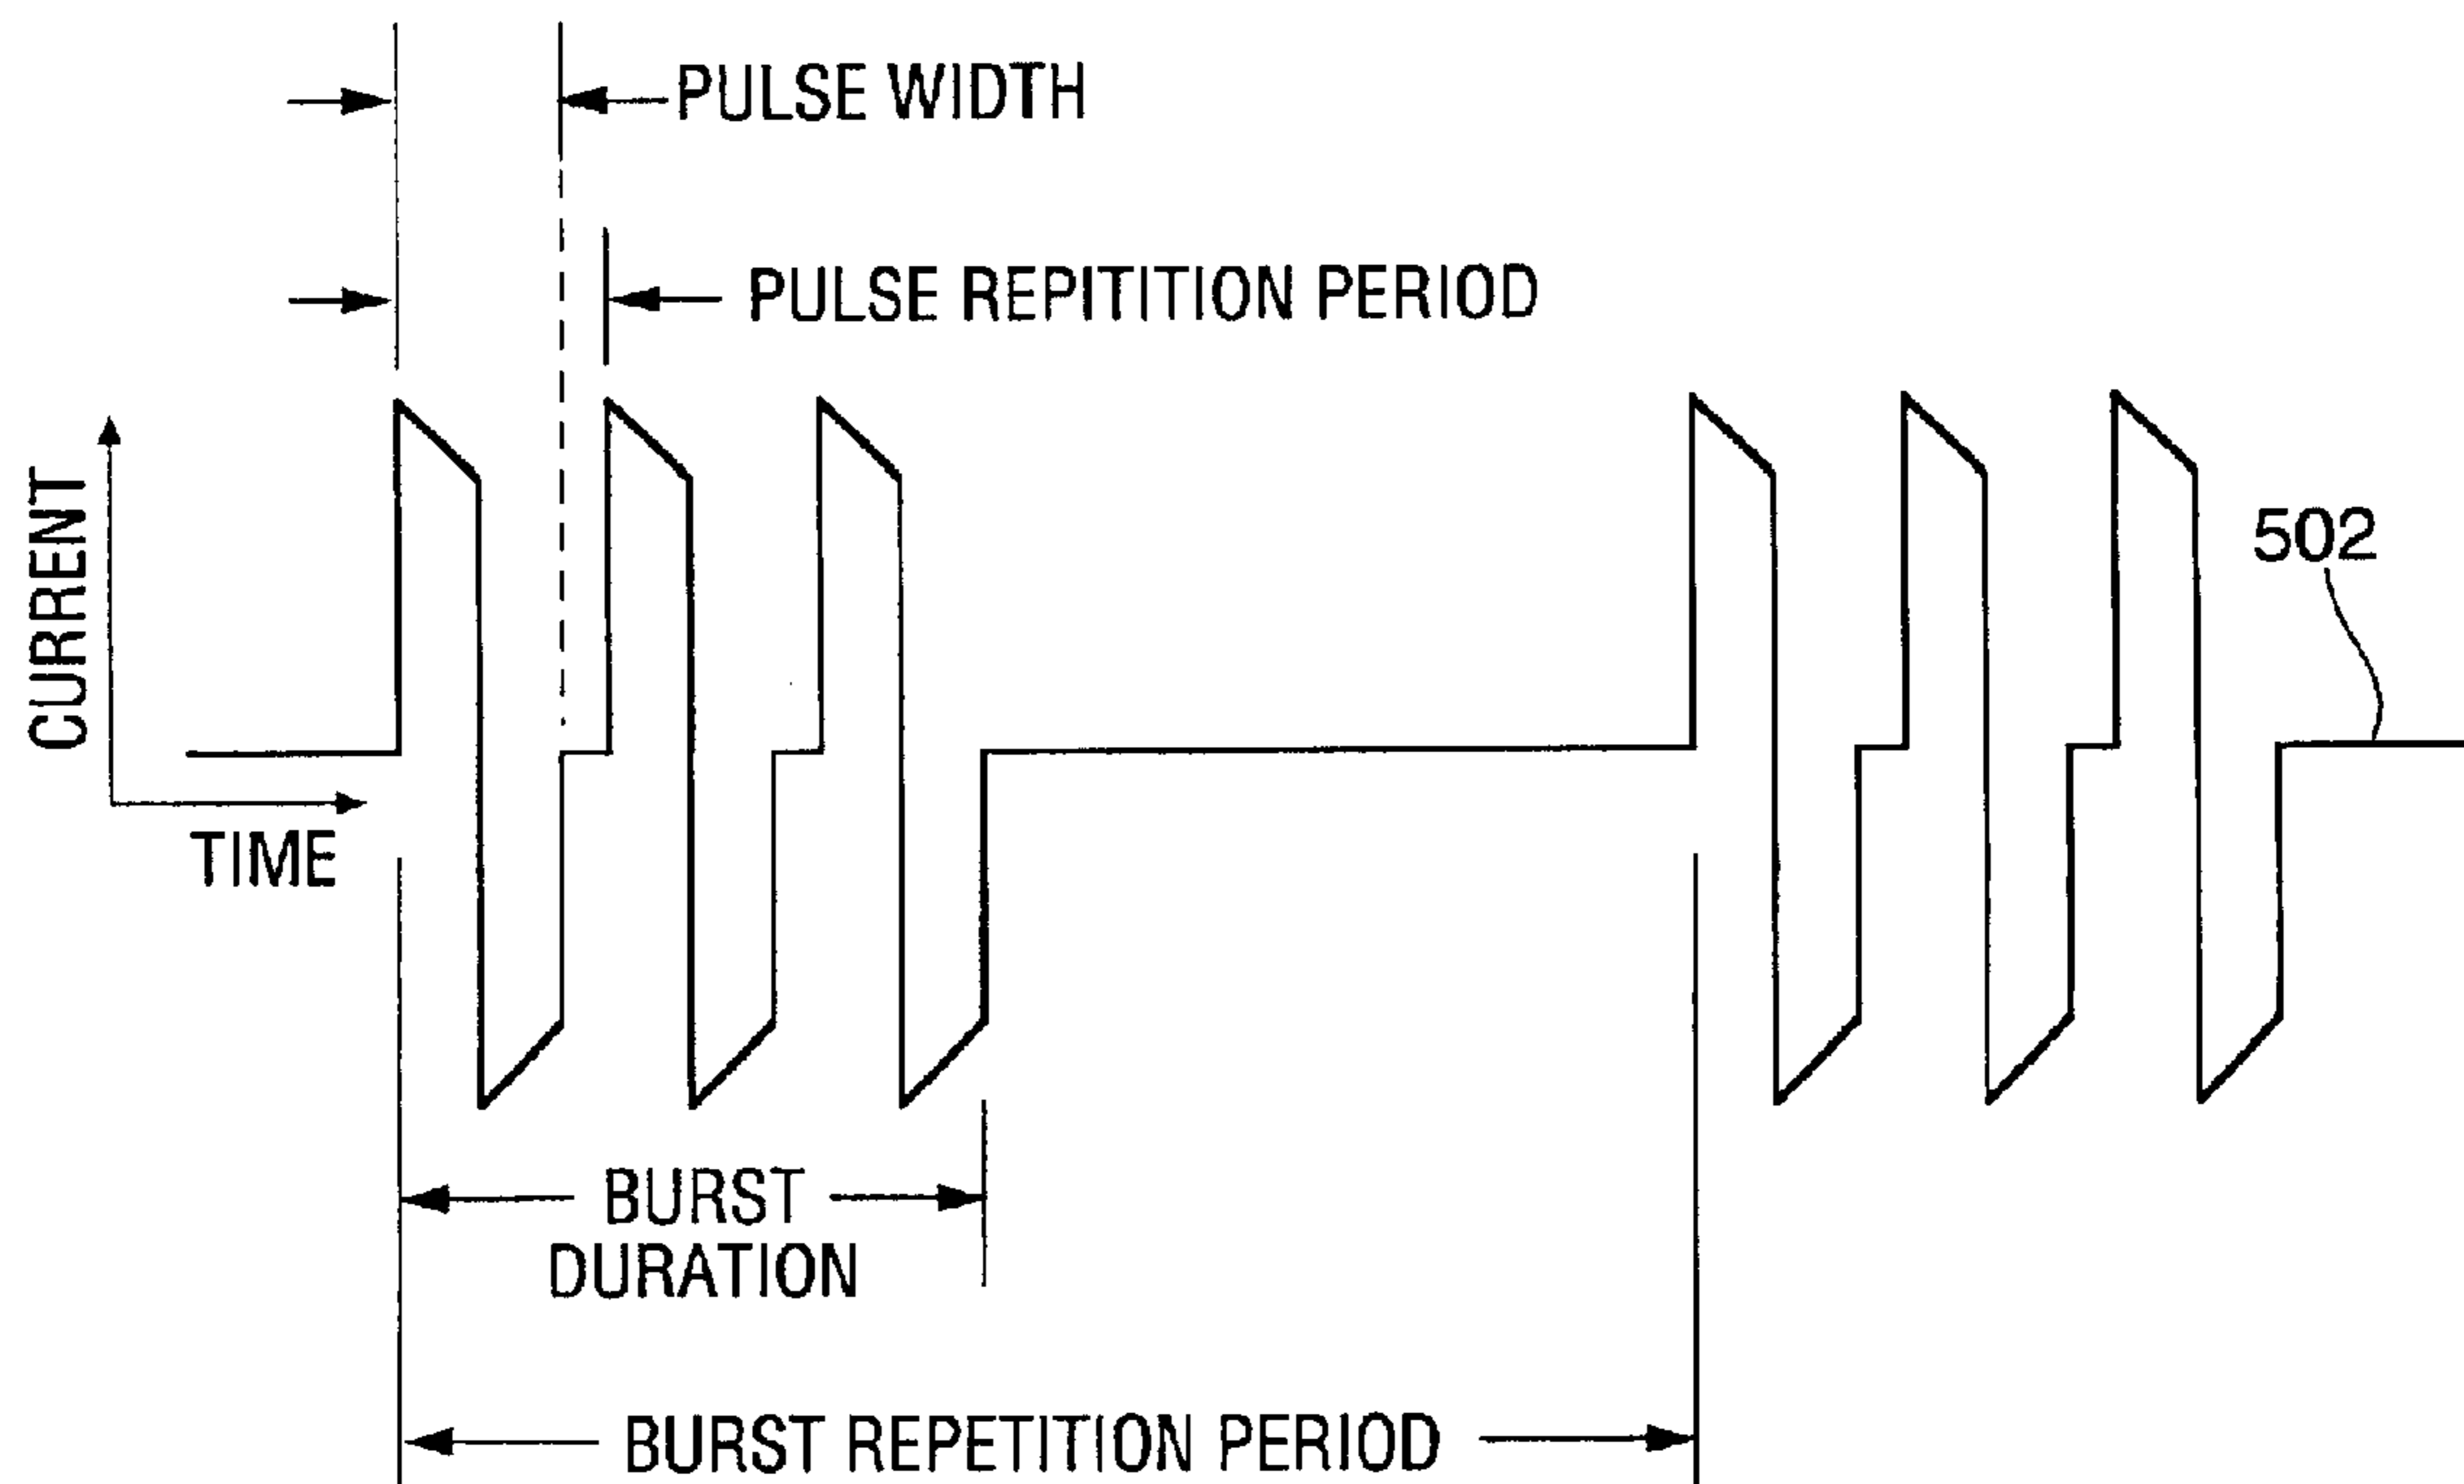 PULSE WIDTH
PULSE REPITITION PERIOD
CURRENT
502
TIME
BURST
DURATION
BURST REPETITION PERIOD